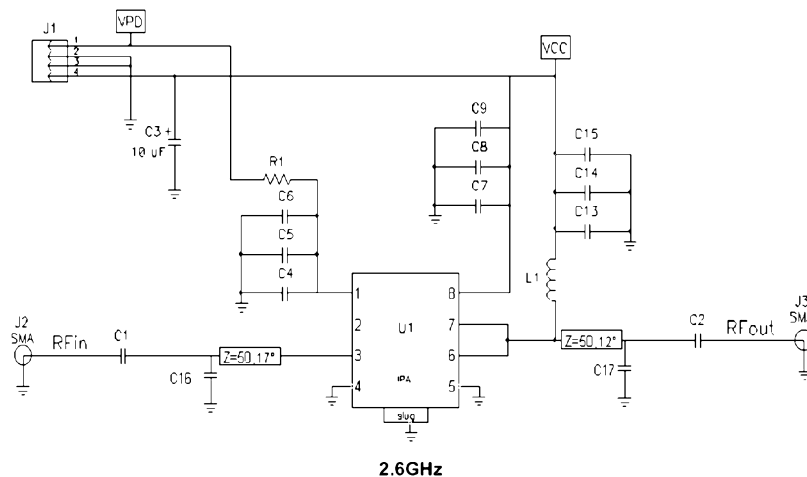 J1
VPD
1
2
3
4
VCC
C3 +
10 uF
R1
C6
C5
C4
C9
C8
C7
C15
C14
C13
L1
1
2
3
4
8
7
6
5
U1
IPA
slug
J2
SMA
RFin
C1
C16
Z=50,17°
Z=50,12°
C17
C2
RFout
J3
SMA
2.6GHz